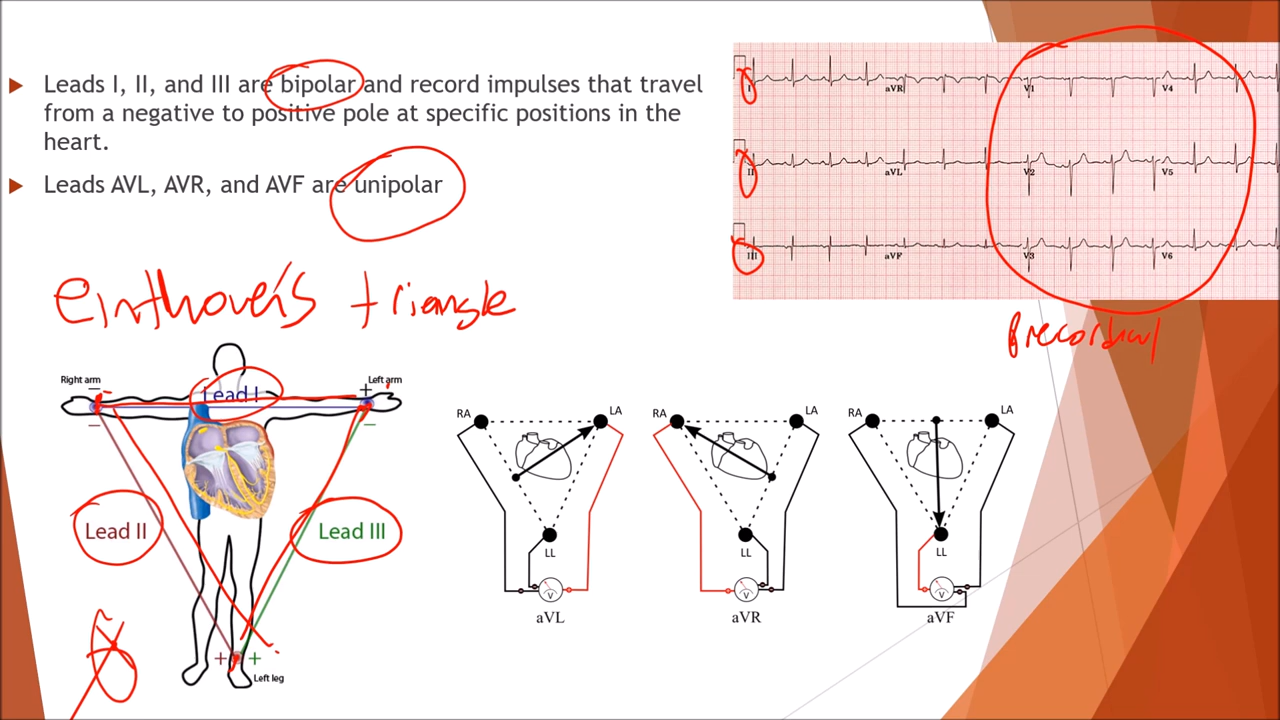 Leads I, II, and III are bipolar and record impulses that travel
from a negative to positive pole at specific positions in the
heart.
Leads AVL, AVR, and AVF are unipolar
I aVR V1 V4
II aVL V2 V5
III aVF V3 V6
Einthoven's triangle
precordial
Right arm
Left arm
− +
Lead I
− −
Lead II
Lead III
+ +
Left leg
RA LA
LL
V
aVL
RA LA
LL
V
aVR
RA LA
LL
V
aVF